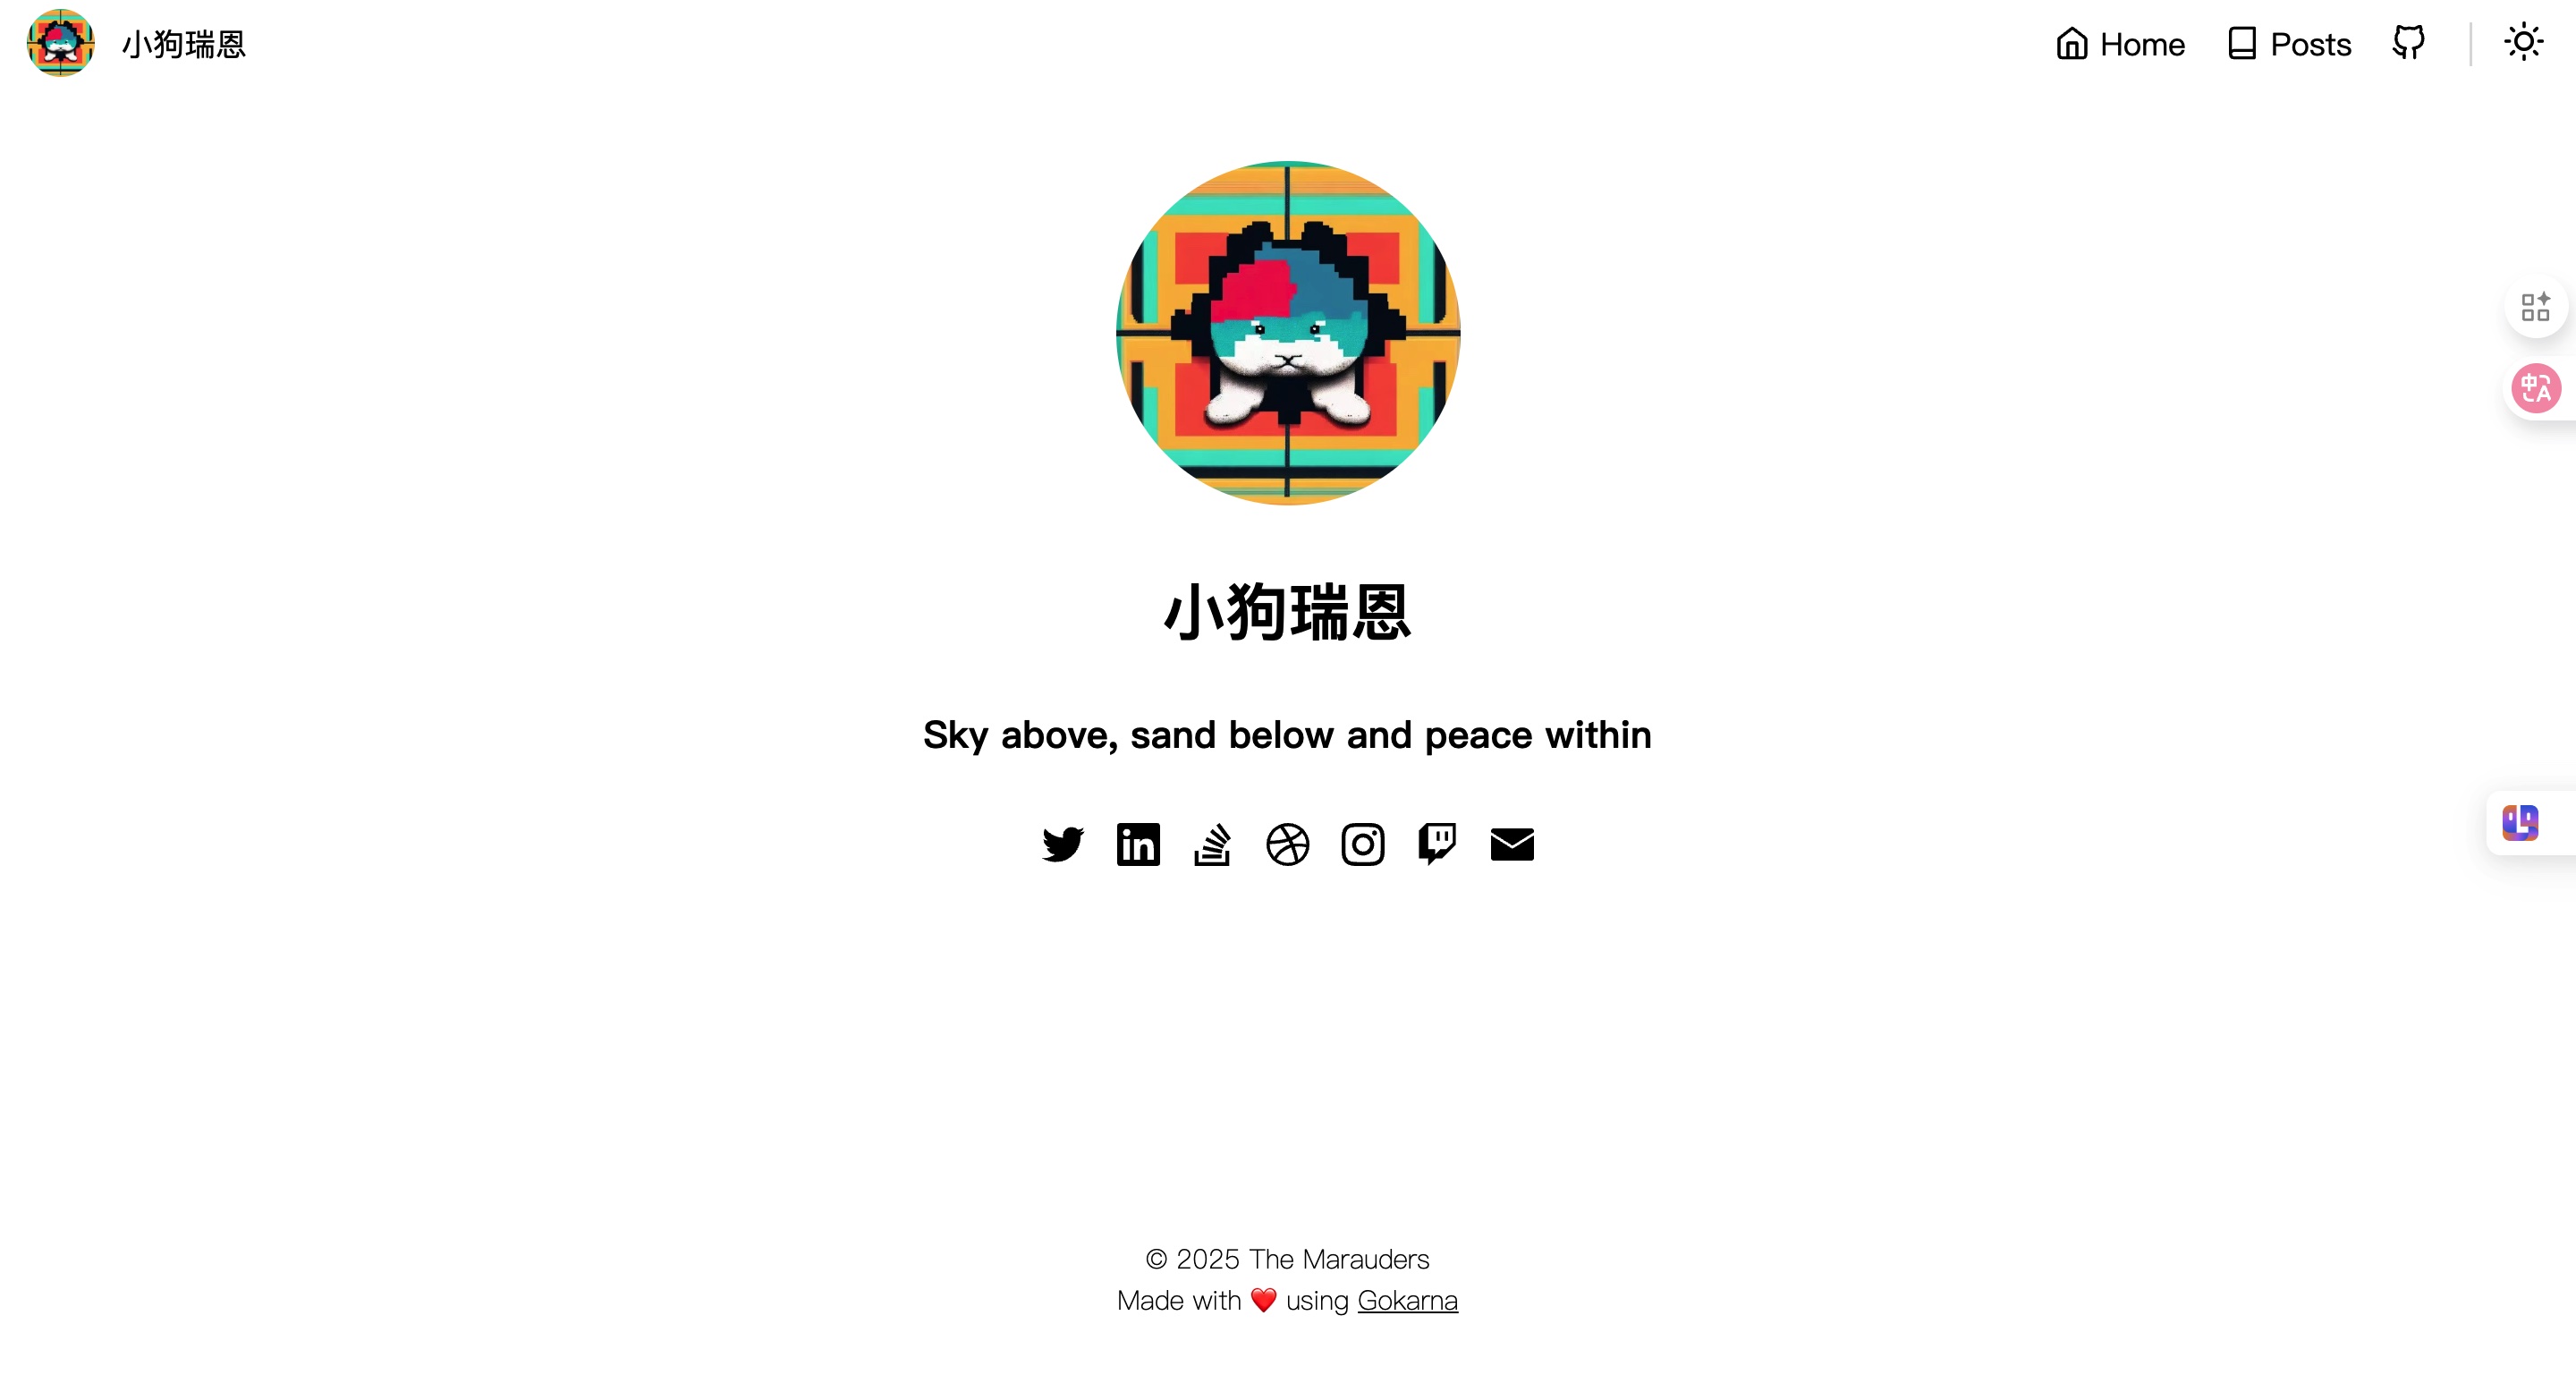 小狗瑞恩
Home
Posts
小狗瑞恩
Sky above, sand below and peace within
© 2025 The Marauders
Made with ❤️ using Gokarna